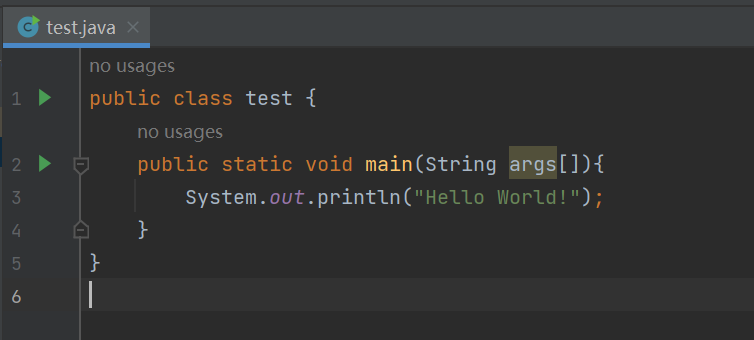 test.java
no usages
1 public class test {
no usages
2 public static void main(String args[]){
3 System.out.println("Hello World!");
4 }
5 }
6